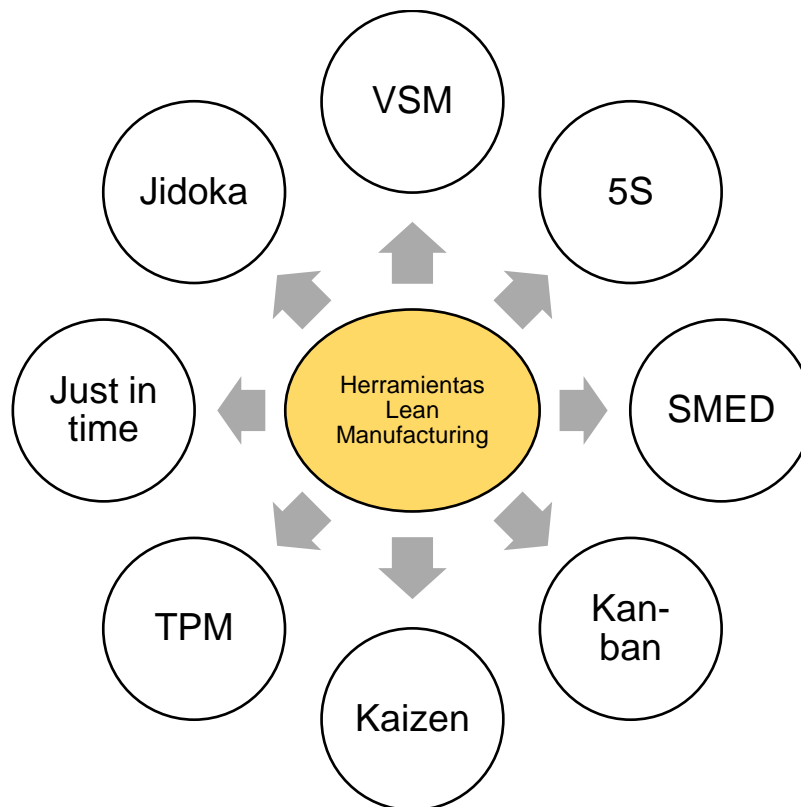 VSM
Jidoka
5S
Just in
time
Herramientas
Lean
Manufacturing
SMED
TPM
Kan-
ban
Kaizen